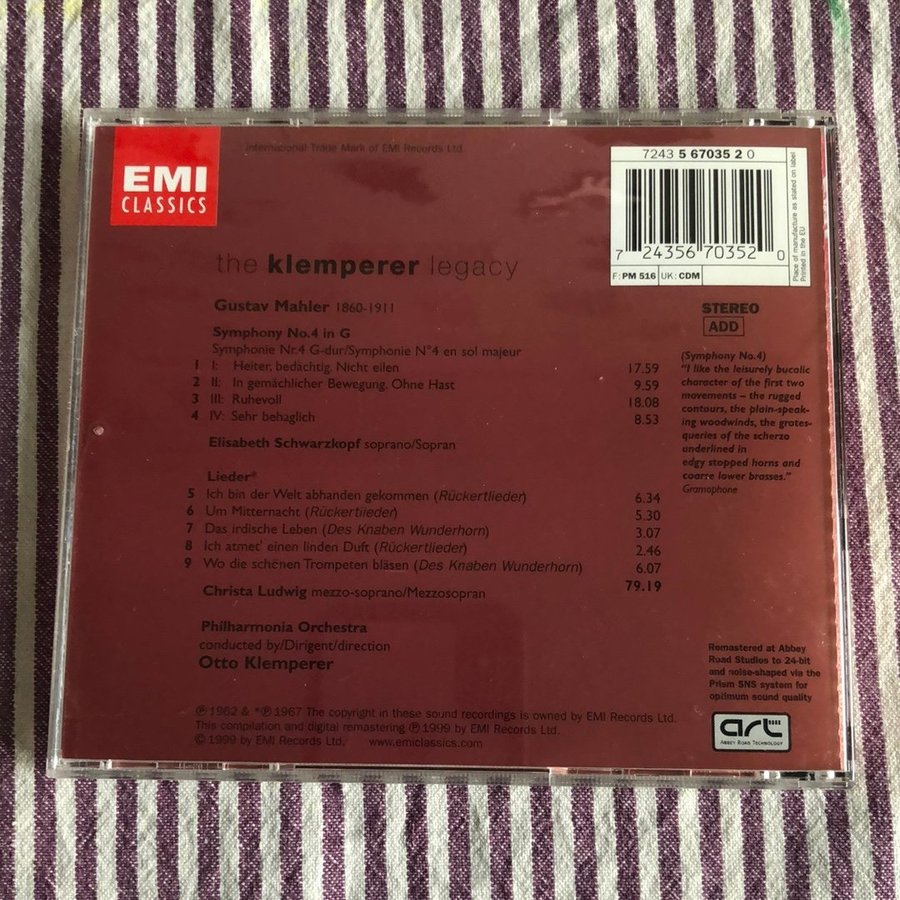 EMI
CLASSICS
International Trade Mark of EMI Records Ltd.
7243 5 67035 2 0
7 24356 70352 0
F: PM 516 UK: CDM
Place of manufacture as stated on label
Printed in the EU
the klemperer legacy
Gustav Mahler 1860-1911
Symphony No.4 in G
Symphonie Nr.4 G-dur/Symphonie N°4 en sol majeur
1 I: Heiter, bedächtig. Nicht eilen 17.59
2 II: In gemächlicher Bewegung. Ohne Hast 9.59
3 III: Ruhevoll 18.08
4 IV: Sehr behaglich 8.53
Elisabeth Schwarzkopf soprano/Sopran
Lieder*
5 Ich bin der Welt abhanden gekommen (Rückertlieder) 6.34
6 Um Mitternacht (Rückertlieder) 5.30
7 Das irdische Leben (Des Knaben Wunderhorn) 3.07
8 Ich atmet' einen linden Duft (Rückertlieder) 2.46
9 Wo die schönen Trompeten bläsen (Des Knaben Wunderhorn) 6.07
79.19
Christa Ludwig mezzo-soprano/Mezzosopran
Philharmonia Orchestra
conducted by/Dirigent/direction
Otto Klemperer
STEREO
ADD
(Symphony No.4)
"I like the leisurely bucolic
character of the first two
movements – the rugged
contours, the plain-speak-
ing woodwinds, the grotes-
queries of the scherzo
underlined in
edgy stopped horns and
coarse lower brasses."
Gramophone
Remastered at Abbey
Road Studios to 24-bit
and noise-shaped via the
Prism SNS system for
optimum sound quality
art
ABBEY ROAD TECHNOLOGY
℗ 1962 & *℗ 1967 The copyright in these sound recordings is owned by EMI Records Ltd.
This compilation and digital remastering ℗ 1999 by EMI Records Ltd.
© 1999 by EMI Records Ltd. www.emiclassics.com